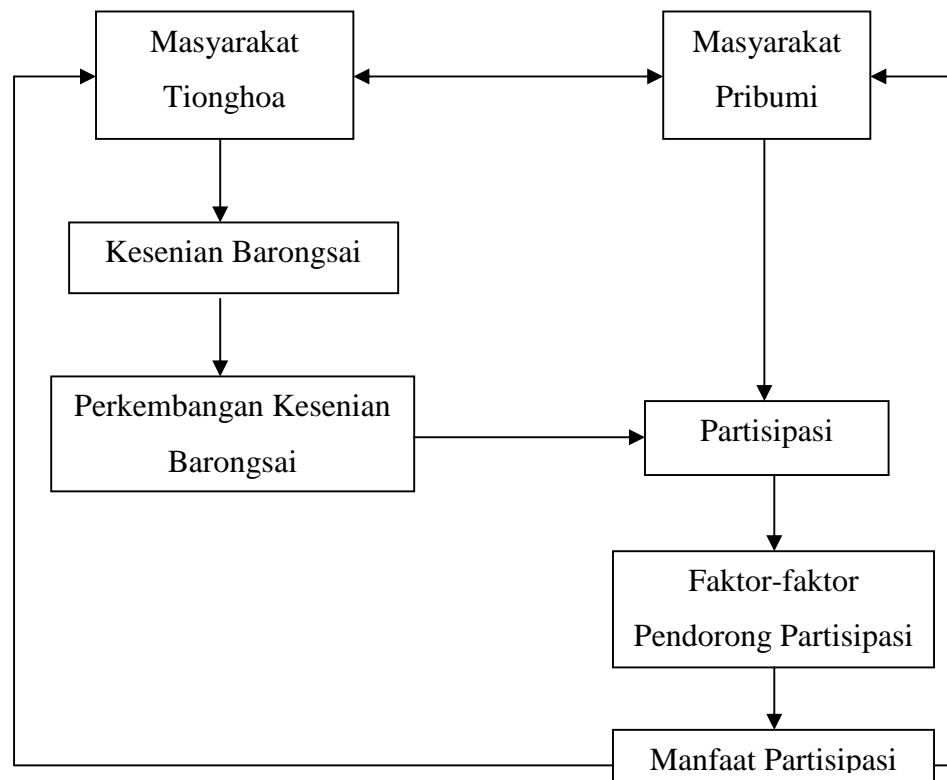 Masyarakat
Tionghoa
Masyarakat
Pribumi
Kesenian Barongsai
Perkembangan Kesenian
Barongsai
Partisipasi
Faktor-faktor
Pendorong Partisipasi
Manfaat Partisipasi